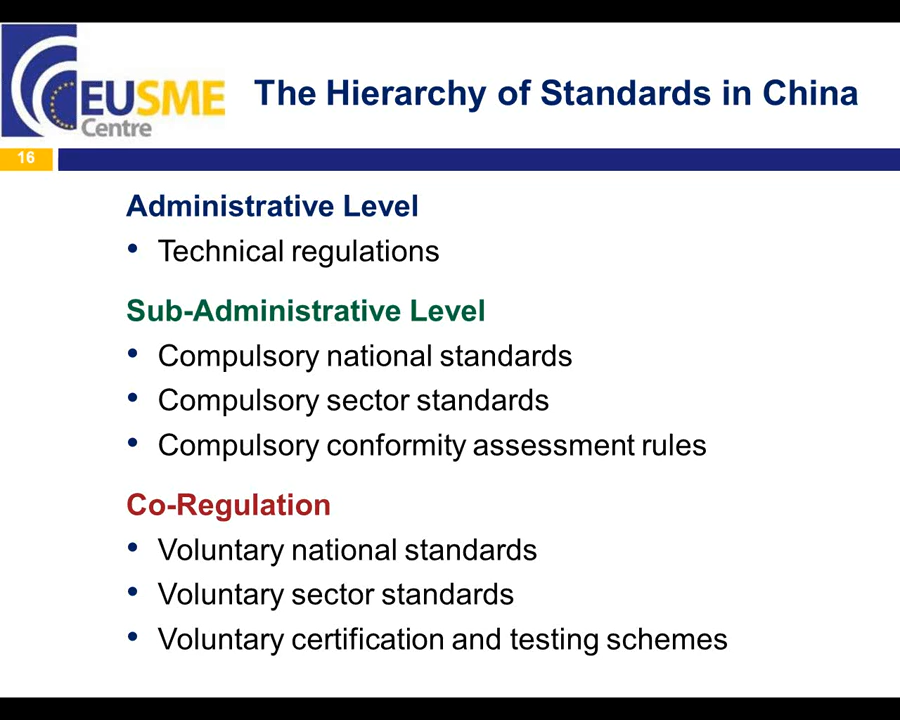 EUSME
Centre
The Hierarchy of Standards in China
16
Administrative Level
• Technical regulations
Sub-Administrative Level
• Compulsory national standards
• Compulsory sector standards
• Compulsory conformity assessment rules
Co-Regulation
• Voluntary national standards
• Voluntary sector standards
• Voluntary certification and testing schemes